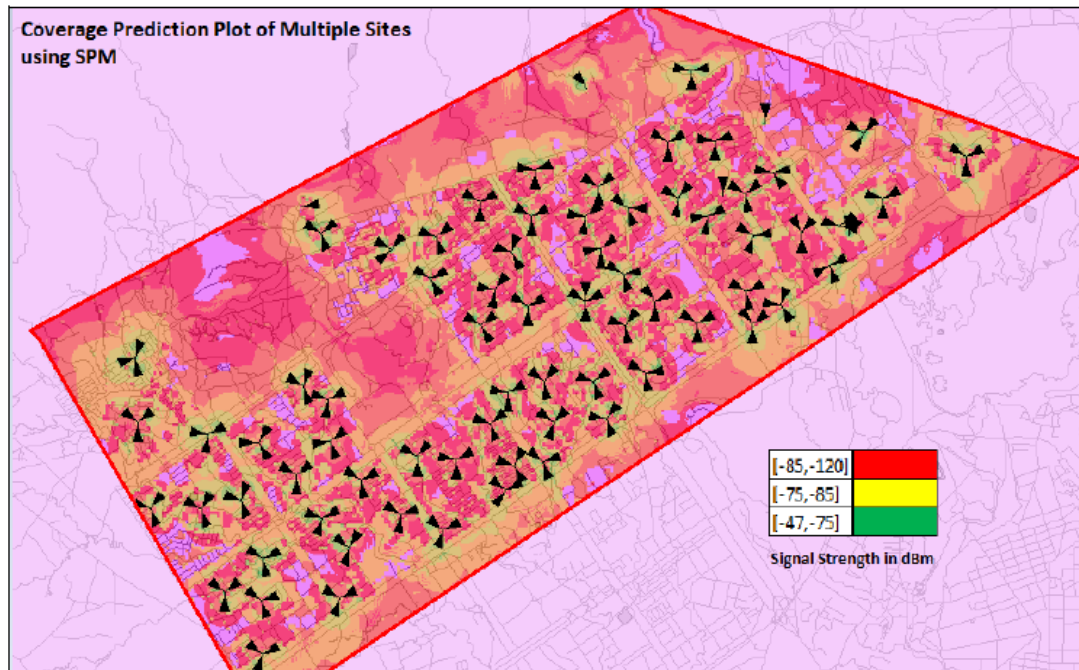 Coverage Prediction Plot of Multiple Sites
using SPM
[-85,-120]
[-75,-85]
[-47,-75]
Signal Strength in dBm